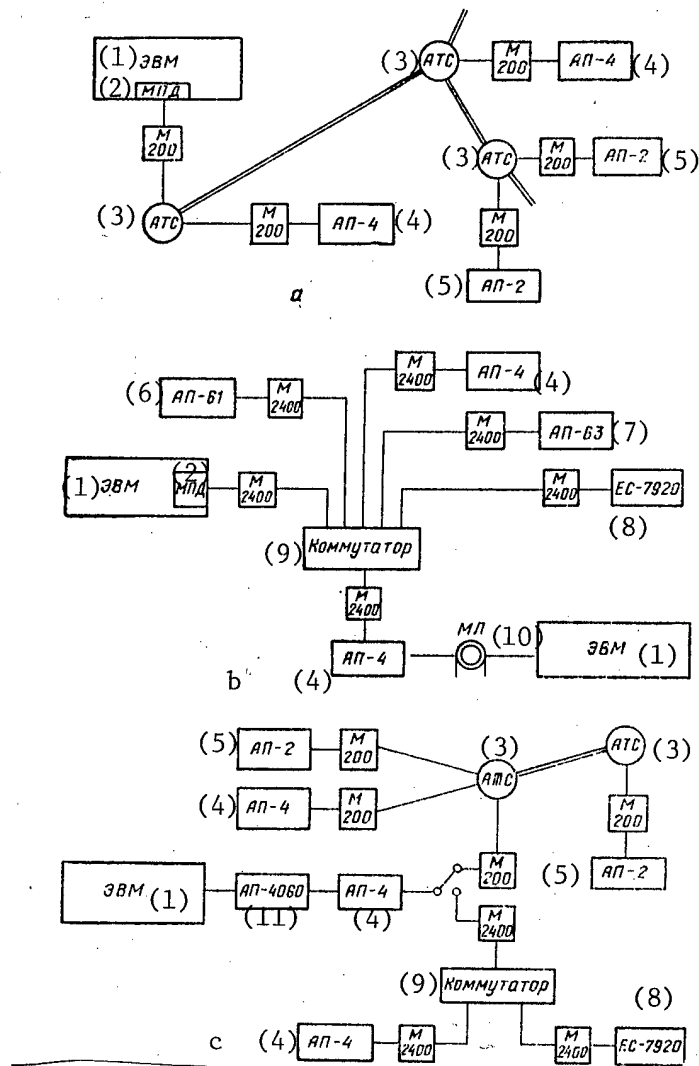 (1) ЭВМ
(2) МПД
М
200
(3) АТС
М
200
АП-4 (4)
(3) АТС
М
200
АП-4 (4)
(3) АТС
М
200
АП-2 (5)
М
200
(5) АП-2
а
М
2400
АП-4
(4)
(6) АП-61
М
2400
М
2400
АП-63 (7)
(1) ЭВМ
(2)
МПД
М
2400
М
2400
ЕС-7920
(8)
(9) Коммутатор
М
2400
МП (10)
(4) АП-4
ЭВМ (1)
b
(5) АП-2
М
200
(3)
АТС
АТС (3)
(4) АП-4
М
200
М
200
М
200
(5) АП-2
ЭВМ (1)
АП-4060
(11)
АП-4
(4)
М
2400
(9) Коммутатор
(8)
c (4) АП-4
М
2400
М
2400
ЕС-7920